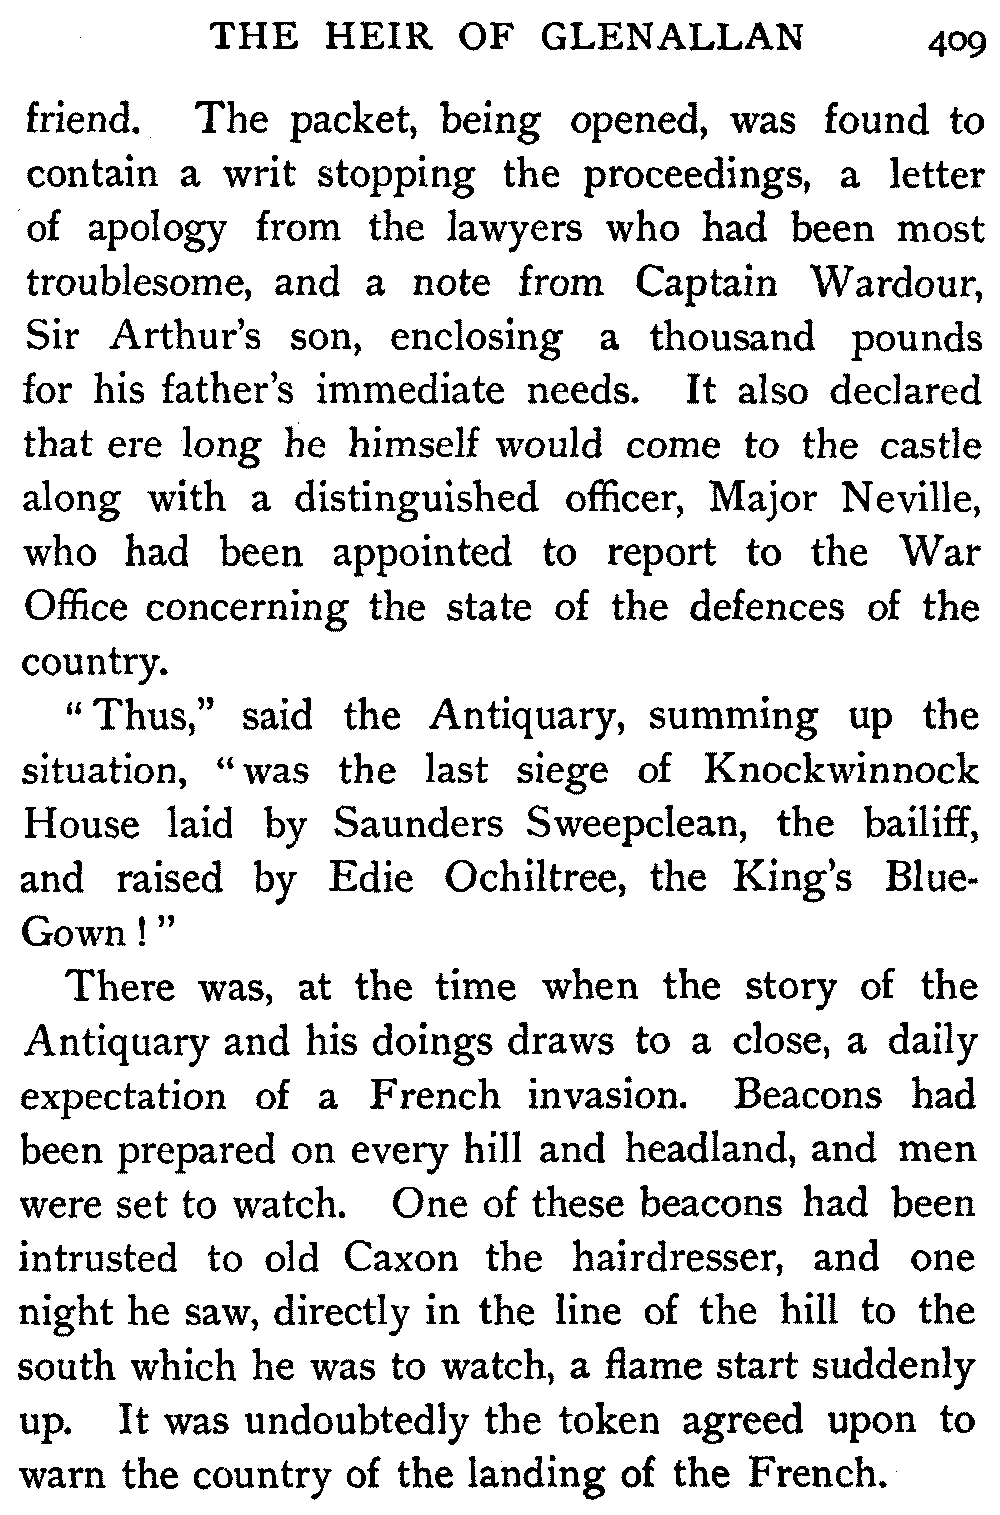 THE HEIR OF GLENALLAN 409
friend. The packet, being opened, was found to
contain a writ stopping the proceedings, a letter
of apology from the lawyers who had been most
troublesome, and a note from Captain Wardour,
Sir Arthur's son, enclosing a thousand pounds
for his father's immediate needs. It also declared
that ere long he himself would come to the castle
along with a distinguished officer, Major Neville,
who had been appointed to report to the War
Office concerning the state of the defences of the
country.
"Thus," said the Antiquary, summing up the
situation, "was the last siege of Knockwinnock
House laid by Saunders Sweepclean, the bailiff,
and raised by Edie Ochiltree, the King's Blue-
Gown!"
There was, at the time when the story of the
Antiquary and his doings draws to a close, a daily
expectation of a French invasion. Beacons had
been prepared on every hill and headland, and men
were set to watch. One of these beacons had been
intrusted to old Caxon the hairdresser, and one
night he saw, directly in the line of the hill to the
south which he was to watch, a flame start suddenly
up. It was undoubtedly the token agreed upon to
warn the country of the landing of the French.